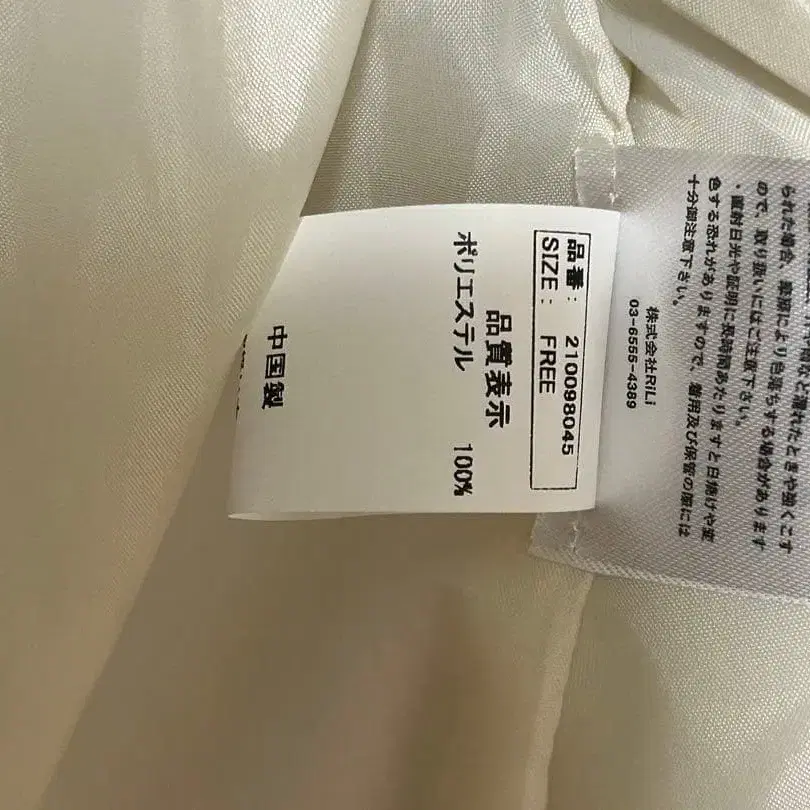 品番： 210098045
SIZE： FREE
品質表示
ポリエステル 100%
中国製
られた場合、摩擦により色落ちする場合があります
ので、取り扱いにはご注意下さい。
・直射日光や証明に長時間あたりますと日焼けや変
色する恐れがありますので、着用及び保管の際には
十分御注意下さい。
株式会社RiLi
03-6555-4389